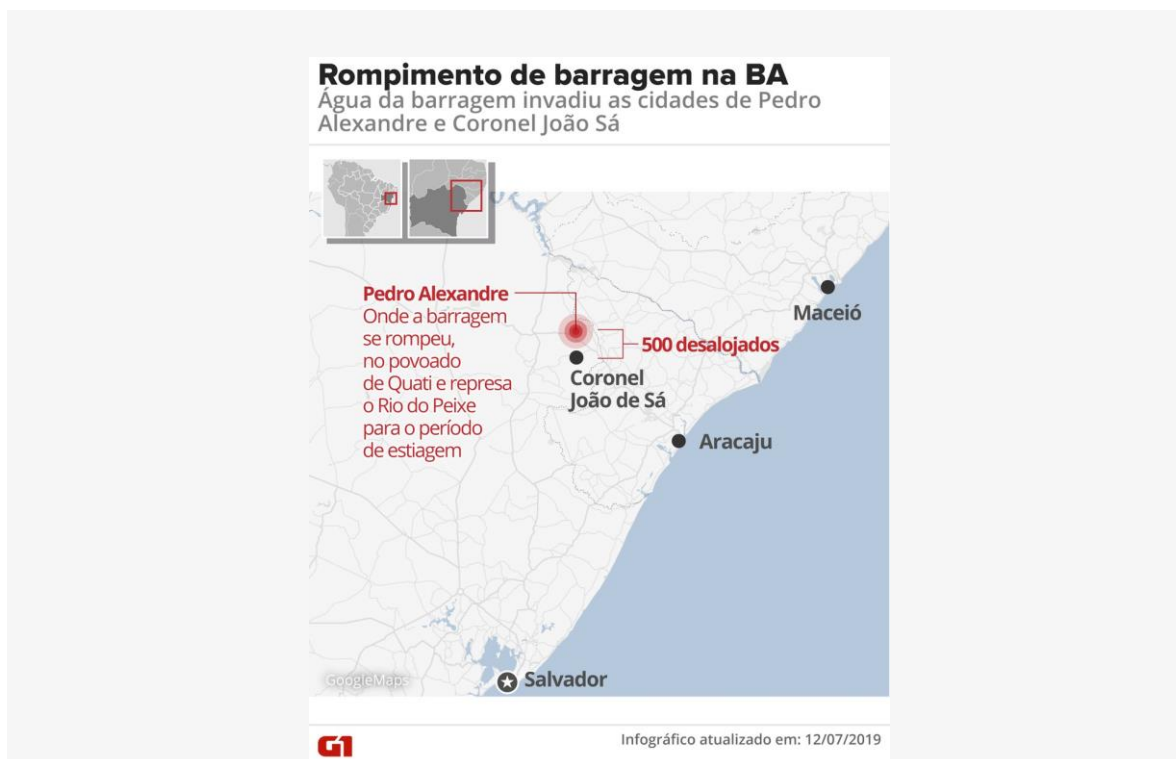 Rompimento de barragem na BA
Água da barragem invadiu as cidades de Pedro
Alexandre e Coronel João Sá
Pedro Alexandre
Onde a barragem
se rompeu,
no povoado
de Quati e represa
o Rio do Peixe
para o período
de estiagem
500 desalojados
Coronel
João de Sá
Maceió
Aracaju
Salvador
GoogleMaps
G1
Infográfico atualizado em: 12/07/2019